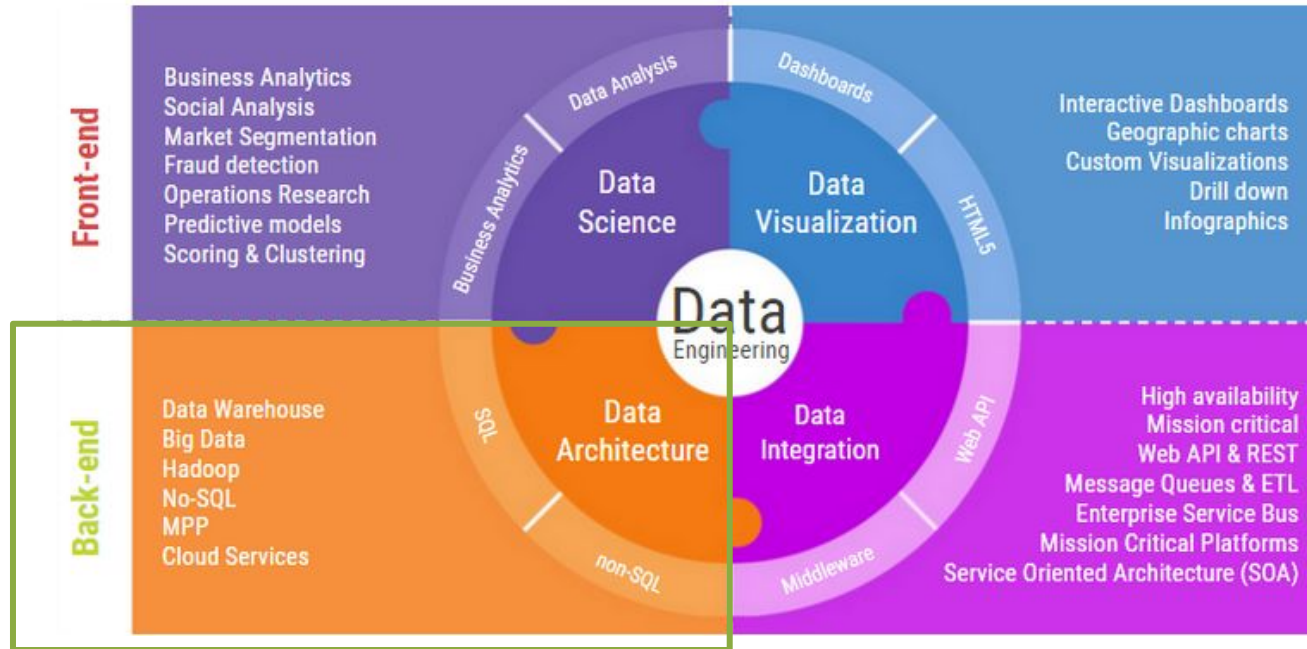 Front-end
Business Analytics
Social Analysis
Market Segmentation
Fraud detection
Operations Research
Predictive models
Scoring & Clustering
Business Analytics
Data Analysis
Data
Science
Dashboards
HTML5
Data
Visualization
Interactive Dashboards
Geographic charts
Custom Visualizations
Drill down
Infographics
Data
Engineering
Back-end
Data Warehouse
Big Data
Hadoop
No-SQL
MPP
Cloud Services
SQL
non-SQL
Data
Architecture
Data
Integration
Web API
Middleware
High availability
Mission critical
Web API & REST
Message Queues & ETL
Enterprise Service Bus
Mission Critical Platforms
Service Oriented Architecture (SOA)